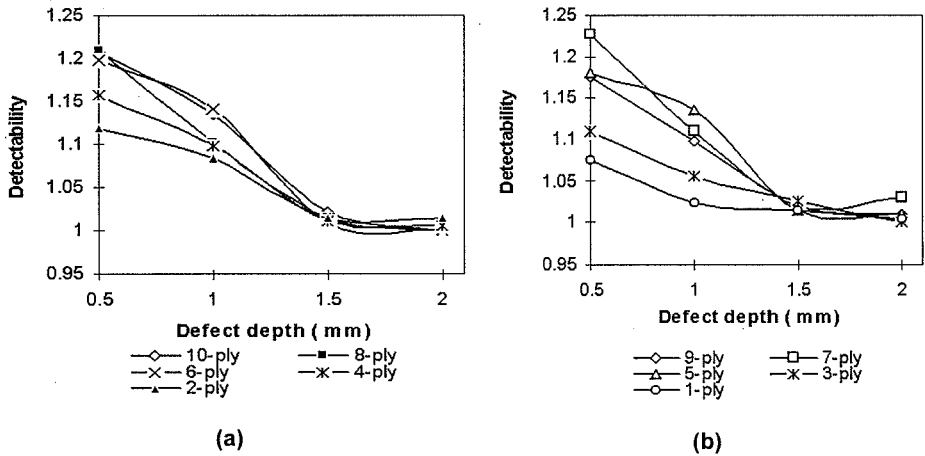 1.25
1.2
1.15
1.1
1.05
1
0.95
Detectability
0.5 1 1.5 2
Defect depth ( mm)
10-ply 8-ply
6-ply 4-ply
2-ply
(a)
1.25
1.2
1.15
1.1
1.05
1
0.95
Detectability
0.5 1 1.5 2
Defect depth ( mm)
9-ply 7-ply
5-ply 3-ply
1-ply
(b)